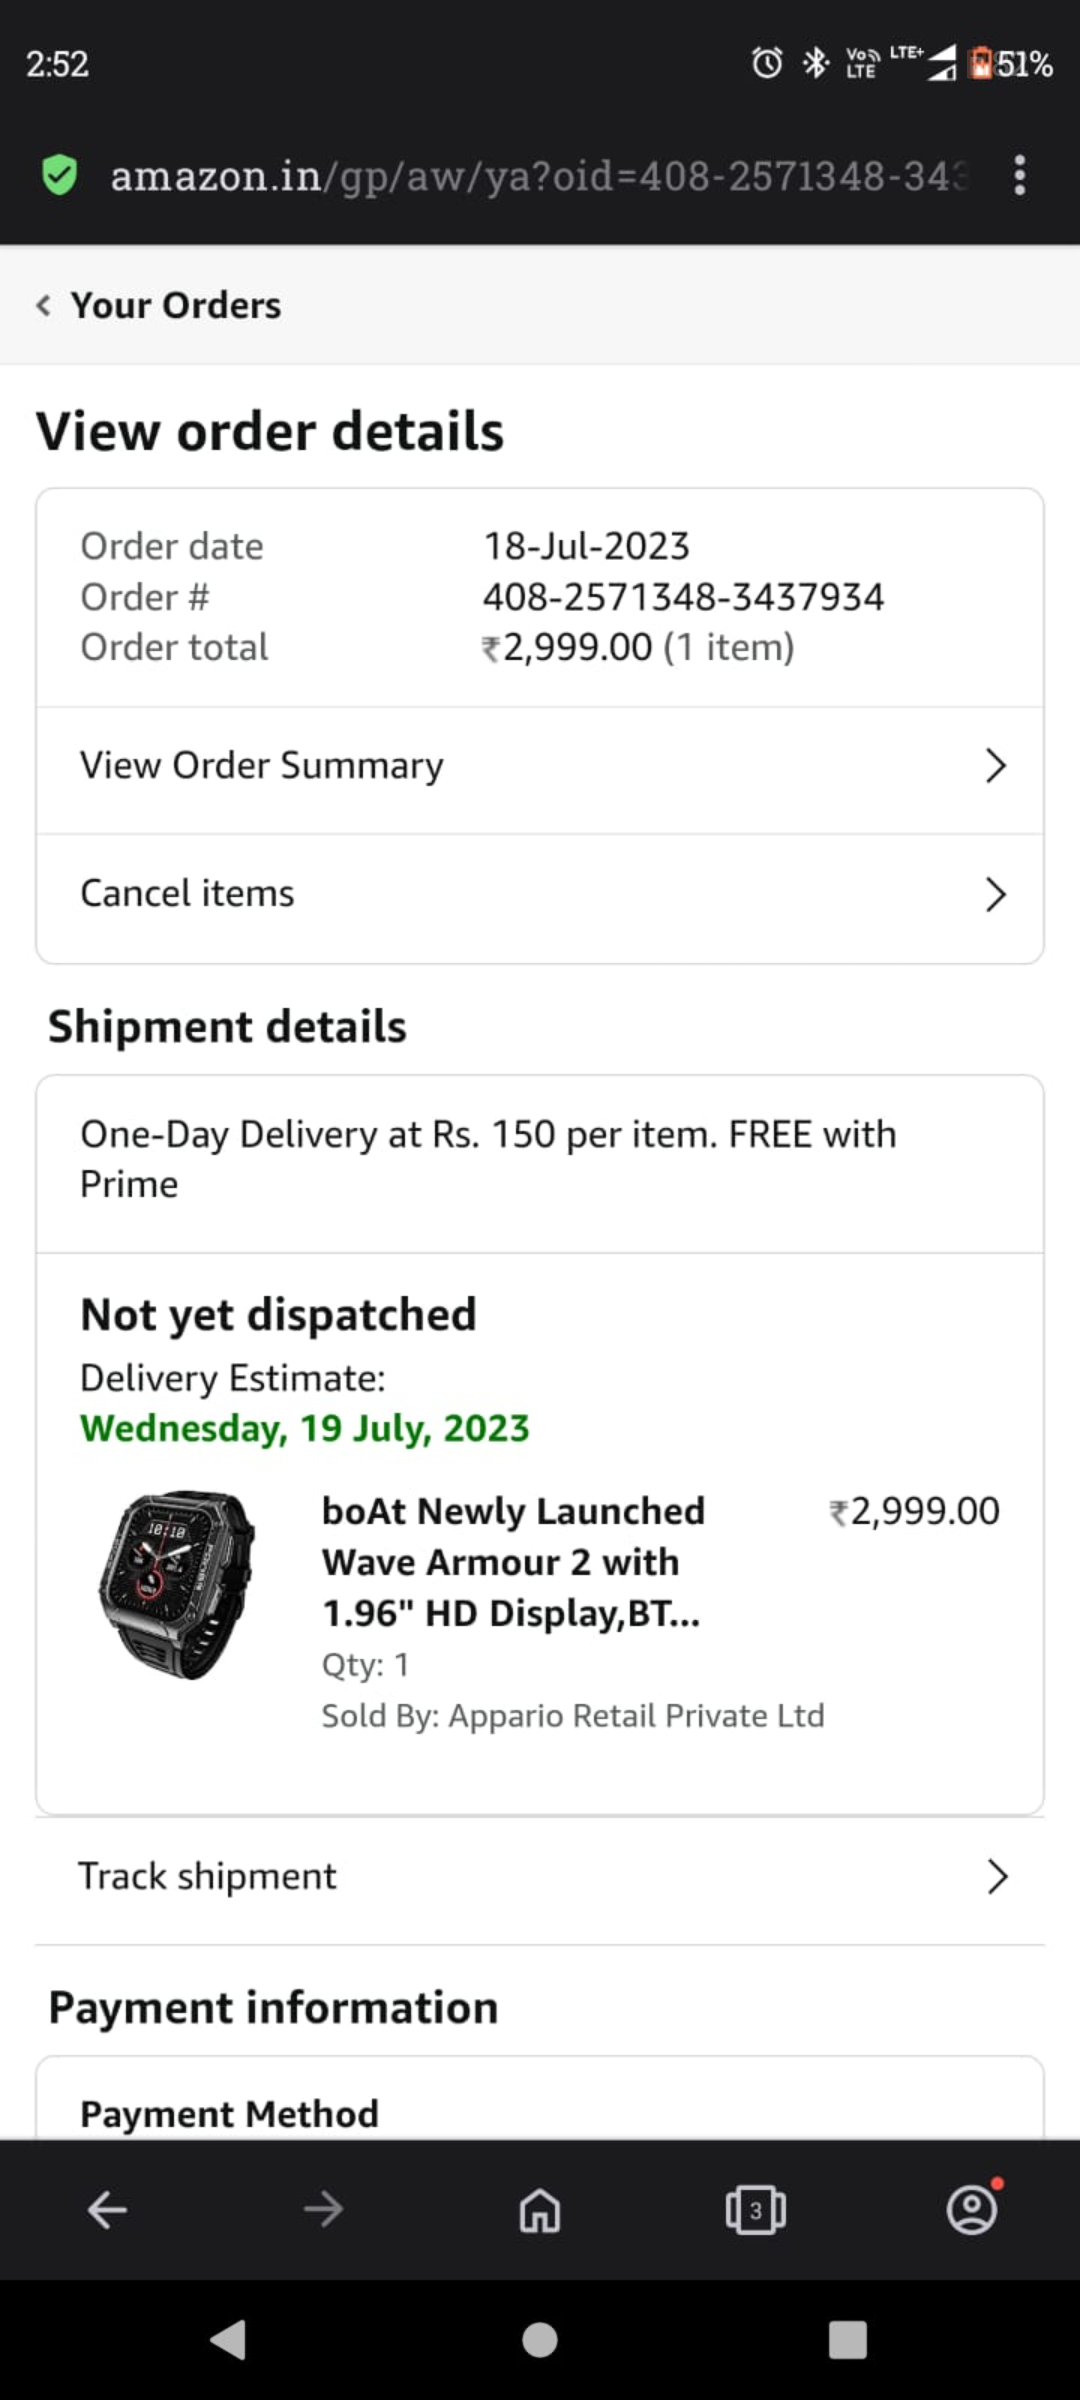 2:52
Vo LTE LTE+ 51%
amazon.in/gp/aw/ya?oid=408-2571348-343
Your Orders
View order details
Order date 18-Jul-2023
Order # 408-2571348-3437934
Order total ₹2,999.00 (1 item)
View Order Summary
Cancel items
Shipment details
One-Day Delivery at Rs. 150 per item. FREE with
Prime
Not yet dispatched
Delivery Estimate:
Wednesday, 19 July, 2023
10:10
boAt Newly Launched ₹2,999.00
Wave Armour 2 with
1.96" HD Display,BT...
Qty: 1
Sold By: Appario Retail Private Ltd
Track shipment
Payment information
Payment Method
3